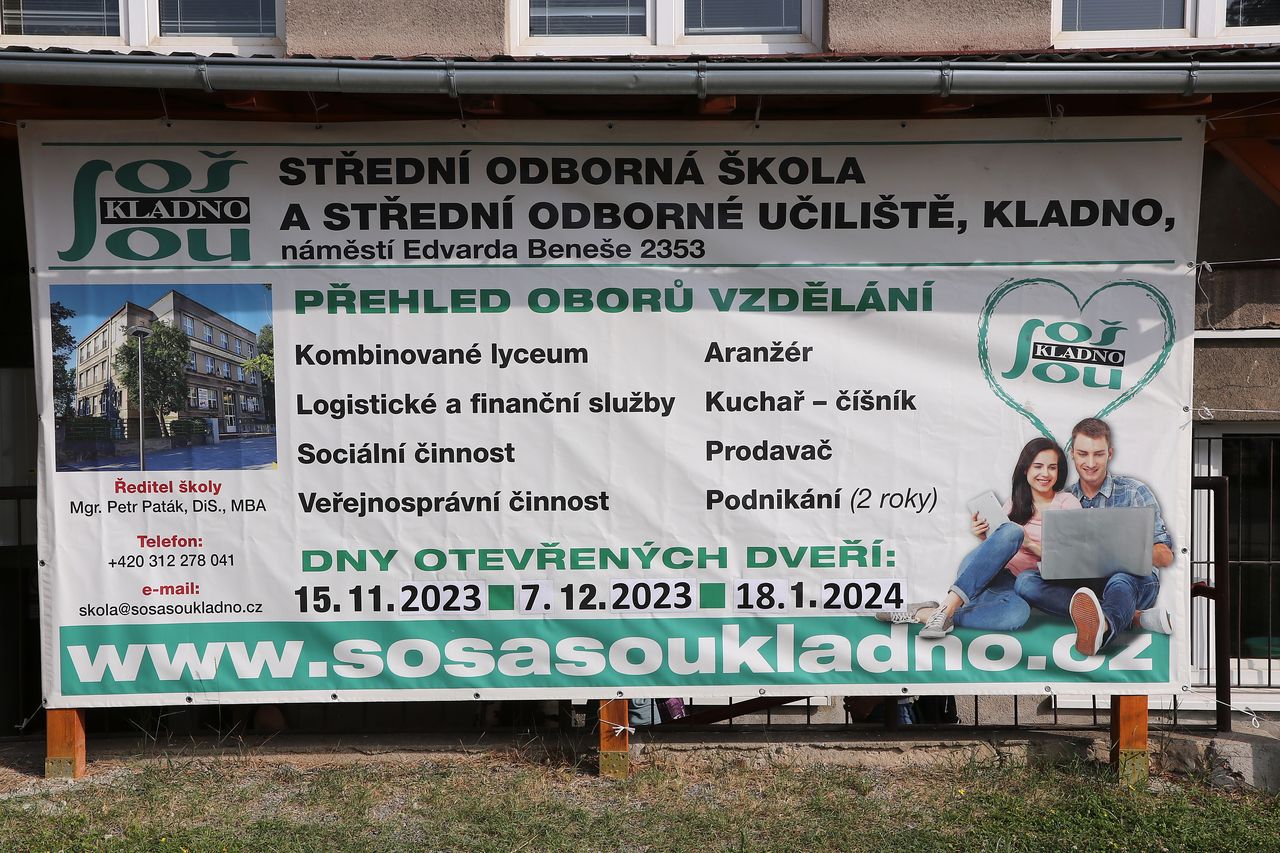 SOŠ
KLADNO
SOU
STŘEDNÍ ODBORNÁ ŠKOLA
A STŘEDNÍ ODBORNÉ UČILIŠTĚ, KLADNO,
náměstí Edvarda Beneše 2353
PŘEHLED OBORŮ VZDĚLÁNÍ
Kombinované lyceum
Logistické a finanční služby
Sociální činnost
Veřejnosprávní činnost
Aranžér
Kuchař – číšník
Prodavač
Podnikání (2 roky)
SOŠ
KLADNO
SOU
Ředitel školy
Mgr. Petr Paták, DiS., MBA
Telefon:
+420 312 278 041
e-mail:
skola@sosasoukladno.cz
DNY OTEVŘENÝCH DVEŘÍ:
15. 11. 2023 7. 12. 2023 18. 1. 2024
www.sosasoukladno.cz